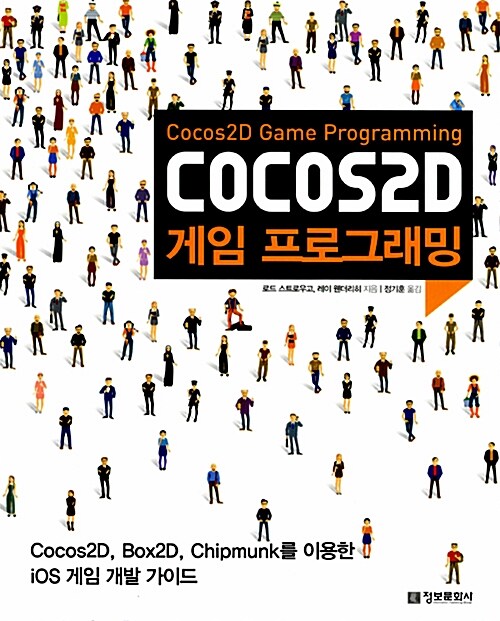 Cocos2D Game Programming
COCOS2D
게임 프로그래밍
로드 스트로우고, 레이 웬더리히 지음 | 정기훈 옮김
Cocos2D, Box2D, Chipmunk를 이용한
iOS 게임 개발 가이드
정보문화사